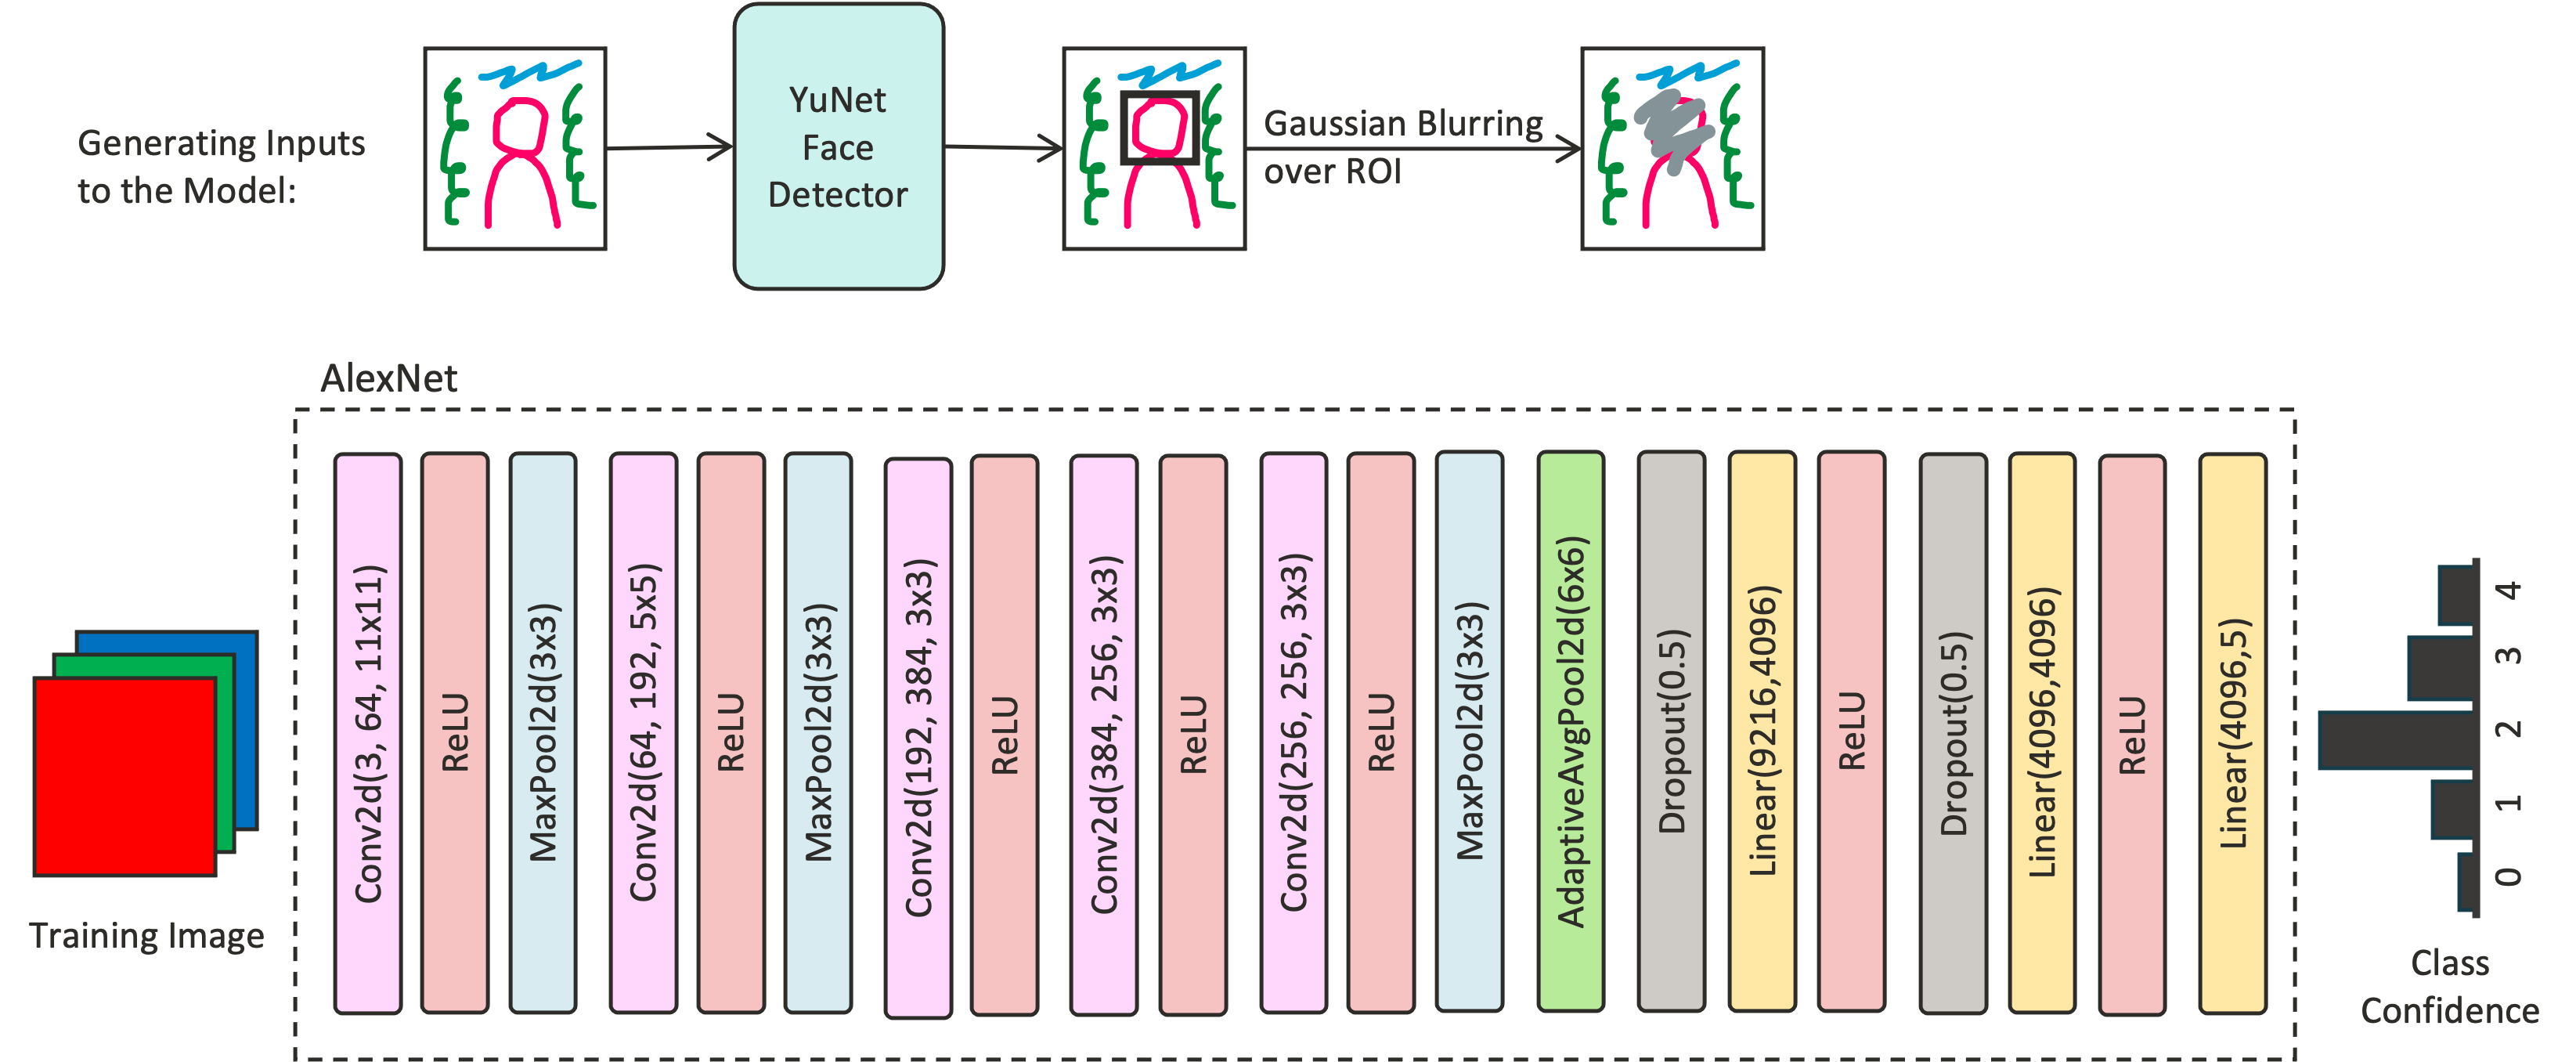 Generating Inputs
to the Model:
YuNet
Face
Detector
Gaussian Blurring
over ROI
AlexNet
Training Image
Conv2d(3, 64, 11x11)
ReLU
MaxPool2d(3x3)
Conv2d(64, 192, 5x5)
ReLU
MaxPool2d(3x3)
Conv2d(192, 384, 3x3)
ReLU
Conv2d(384, 256, 3x3)
ReLU
Conv2d(256, 256, 3x3)
ReLU
MaxPool2d(3x3)
AdaptiveAvgPool2d(6x6)
Dropout(0.5)
Linear(9216,4096)
ReLU
Dropout(0.5)
Linear(4096,4096)
ReLU
Linear(4096,5)
4
3
2
1
0
Class
Confidence